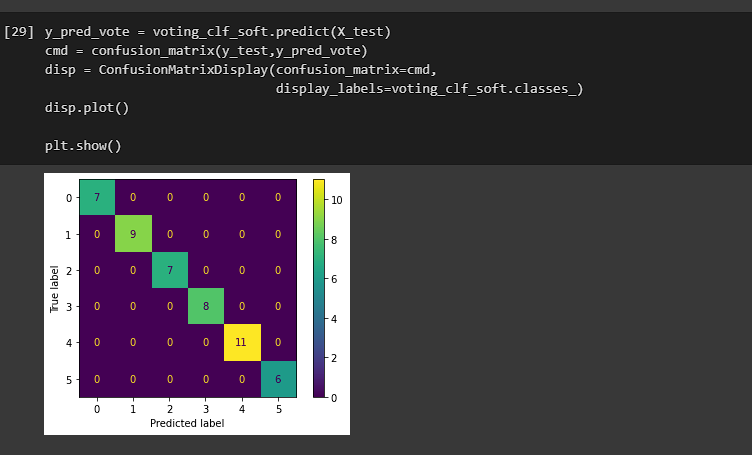 [29] y_pred_vote = voting_clf_soft.predict(X_test)
cmd = confusion_matrix(y_test,y_pred_vote)
disp = ConfusionMatrixDisplay(confusion_matrix=cmd,
display_labels=voting_clf_soft.classes_)
disp.plot()
plt.show()
True label
0 7 0 0 0 0 0
1 0 9 0 0 0 0
2 0 0 7 0 0 0
3 0 0 0 8 0 0
4 0 0 0 0 11 0
5 0 0 0 0 0 6
0 1 2 3 4 5
Predicted label
10
8
6
4
2
0